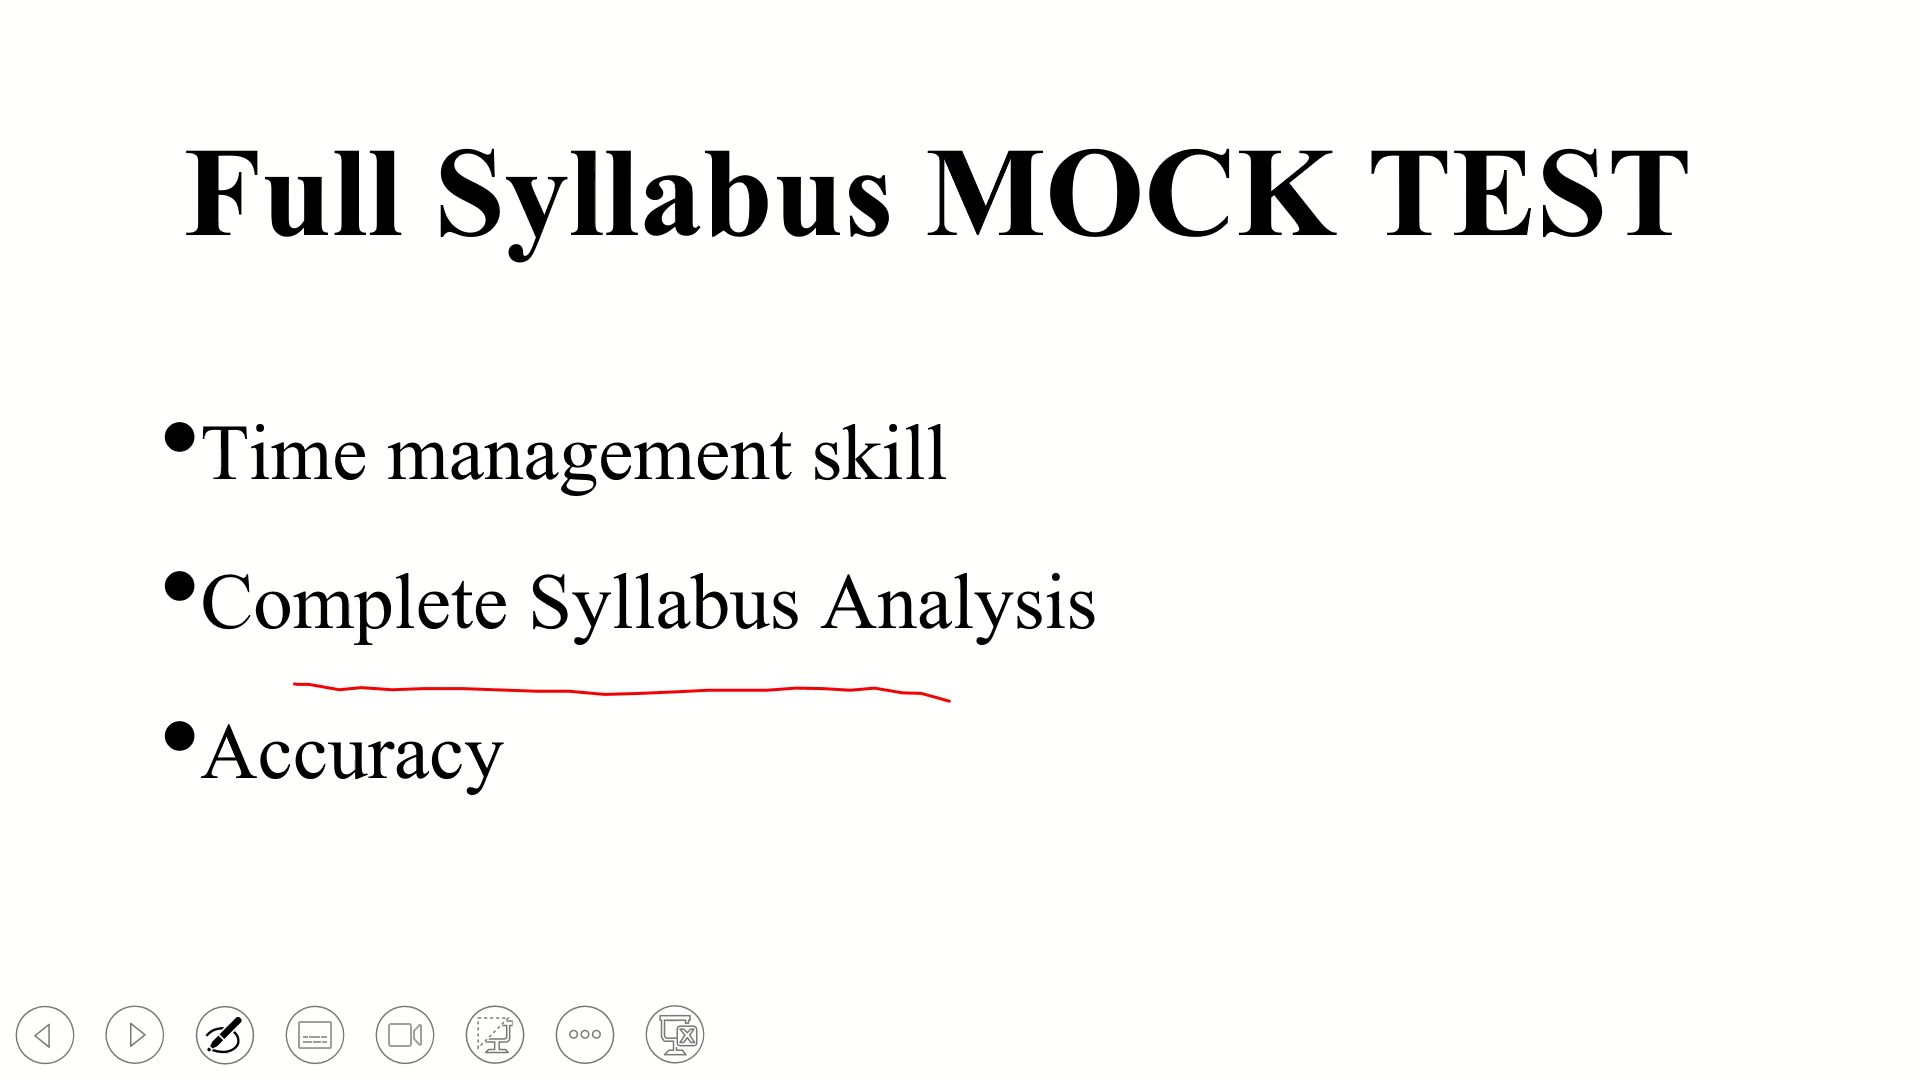 Full Syllabus MOCK TEST
•Time management skill
•Complete Syllabus Analysis
•Accuracy